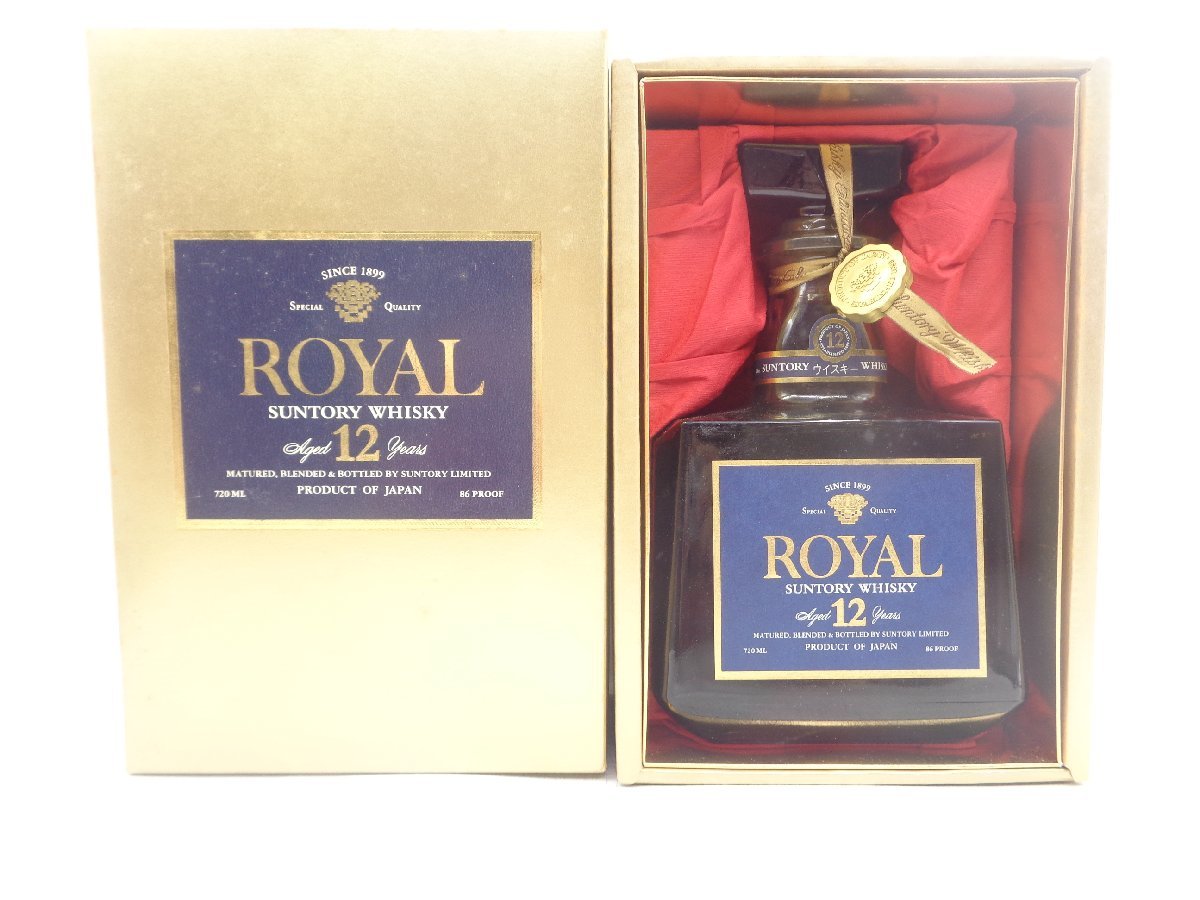 SINCE 1899
SPECIAL QUALITY
ROYAL
SUNTORY WHISKY
Aged 12 Years
MATURED, BLENDED & BOTTLED BY SUNTORY LIMITED
720 ML PRODUCT OF JAPAN 86 PROOF
Suntory Whisky
12
SUNTORY ウイスキー WHISKY
SINCE 1899
SPECIAL QUALITY
ROYAL
SUNTORY WHISKY
Aged 12 Years
MATURED, BLENDED & BOTTLED BY SUNTORY LIMITED
720 ML PRODUCT OF JAPAN 86 PROOF